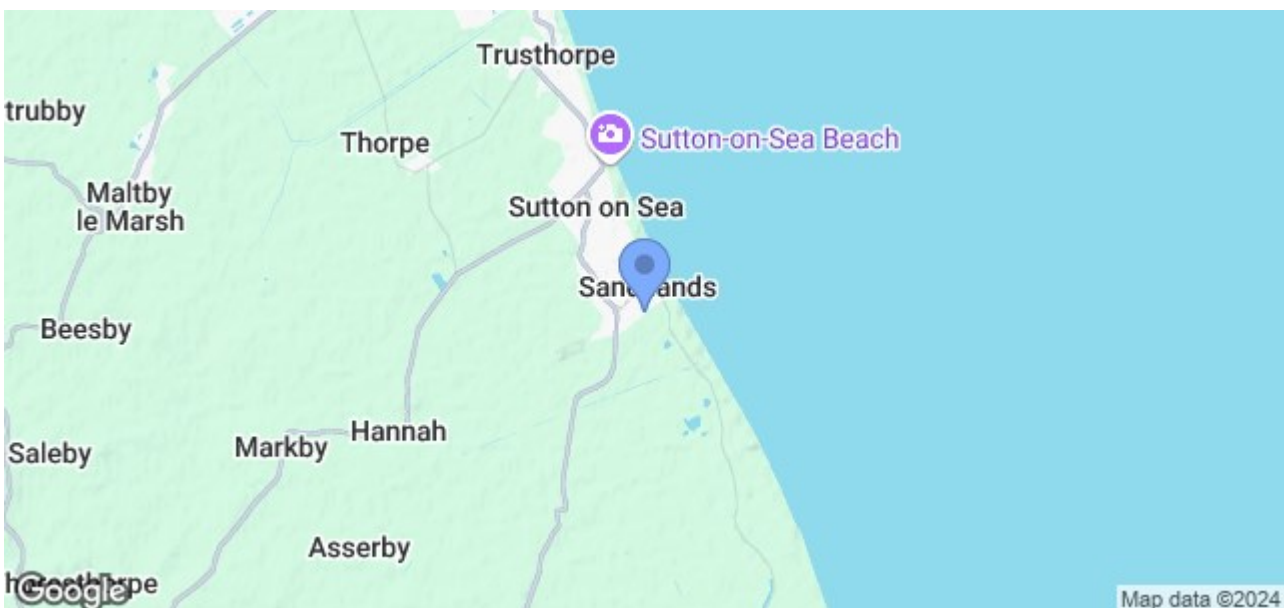 Trusthorpe
trubby
Thorpe
Sutton-on-Sea Beach
Maltby
le Marsh
Sutton on Sea
Beesby
Hannah
Markby
Saleby
Asserby
Google
Map data ©2024